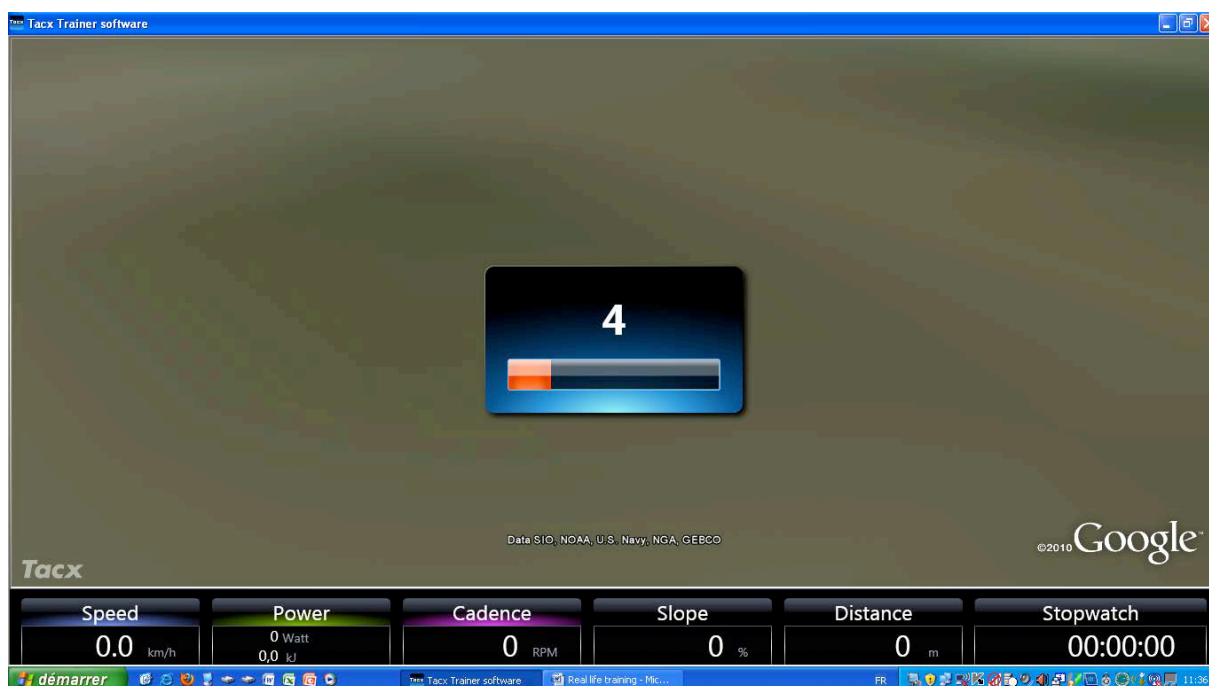 Tacx Trainer software
4
Data SIO, NOAA, U.S. Navy, NGA, GEBCO
©2010 Google
Tacx
Speed Power Cadence Slope Distance Stopwatch
0.0 km/h 0 Watt 0 RPM 0 % 0 m 00:00:00
0,0 kJ
démarrer Tacx Trainer software Real life training - Mic... FR 11:36